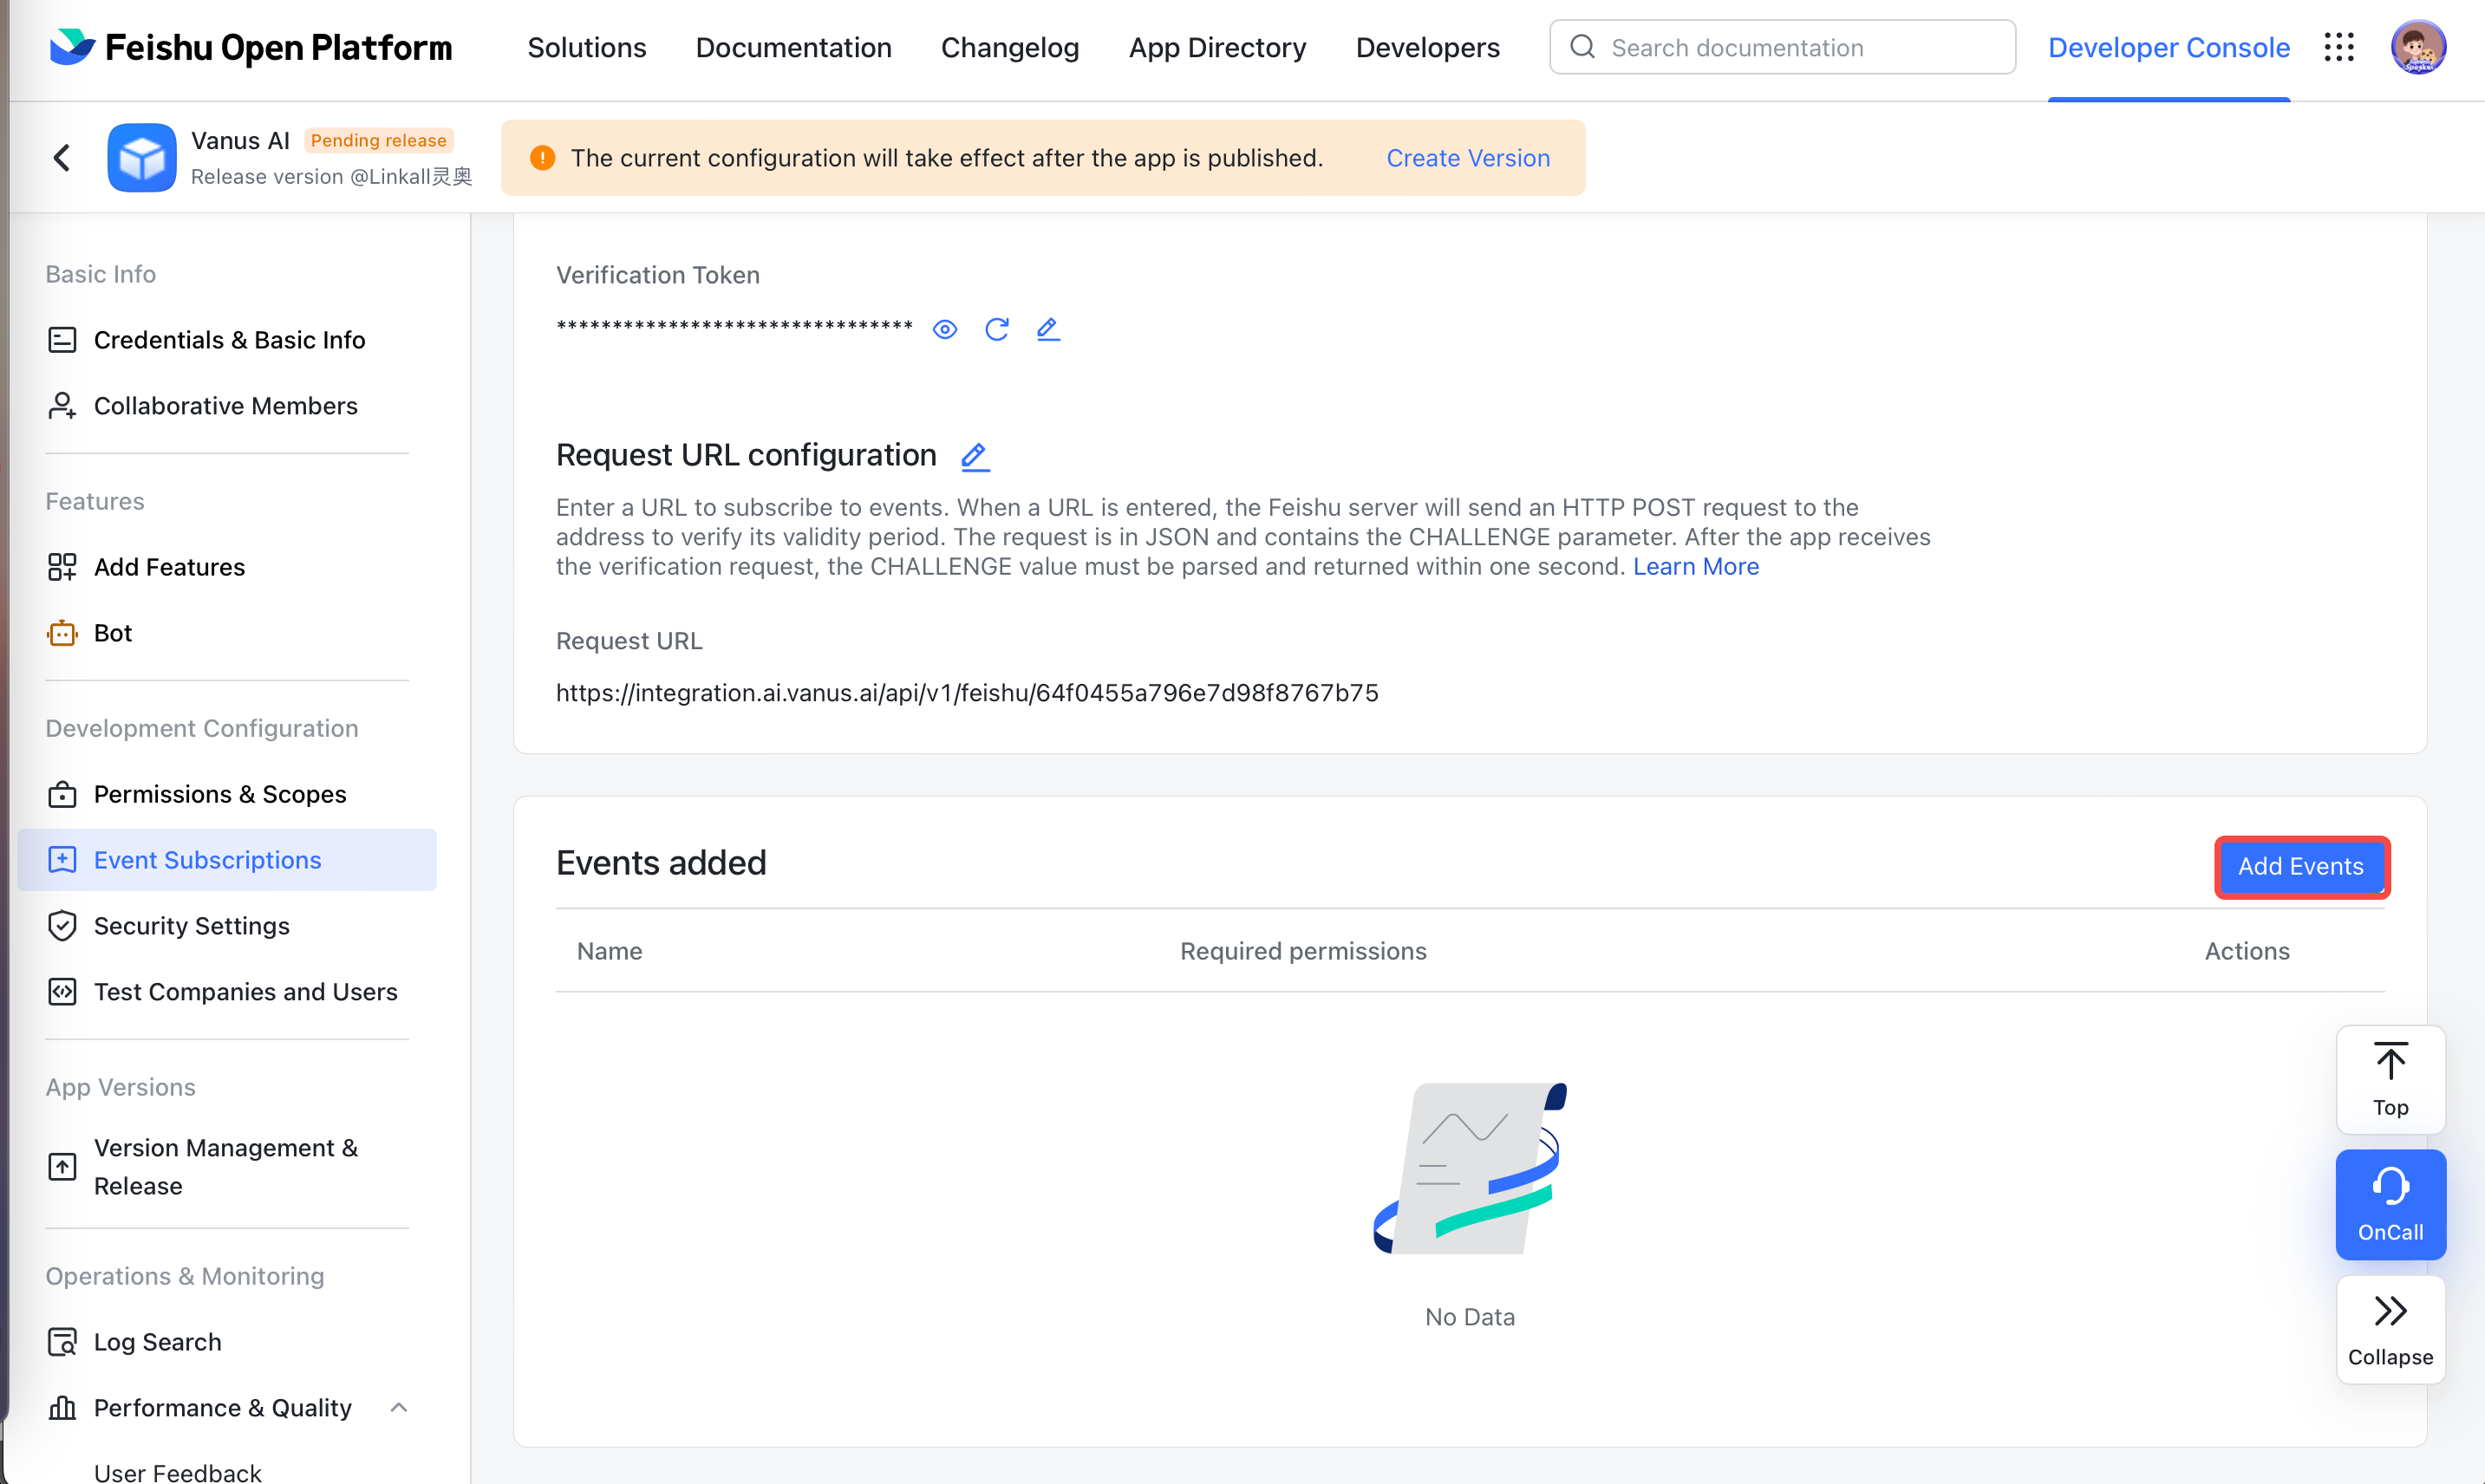 Feishu Open Platform
Solutions
Documentation
Changelog
App Directory
Developers
Search documentation
Developer Console
Vanus AI
Pending release
Release version @Linkall灵奥
The current configuration will take effect after the app is published.
Create Version
Basic Info
Credentials & Basic Info
Collaborative Members
Features
Add Features
Bot
Development Configuration
Permissions & Scopes
Event Subscriptions
Security Settings
Test Companies and Users
App Versions
Version Management &
Release
Operations & Monitoring
Log Search
Performance & Quality
User Feedback
Verification Token
********************************
Request URL configuration
Enter a URL to subscribe to events. When a URL is entered, the Feishu server will send an HTTP POST request to the
address to verify its validity period. The request is in JSON and contains the CHALLENGE parameter. After the app receives
the verification request, the CHALLENGE value must be parsed and returned within one second. Learn More
Request URL
https://integration.ai.vanus.ai/api/v1/feishu/64f0455a796e7d98f8767b75
Events added
Add Events
Name
Required permissions
Actions
No Data
Top
OnCall
Collapse